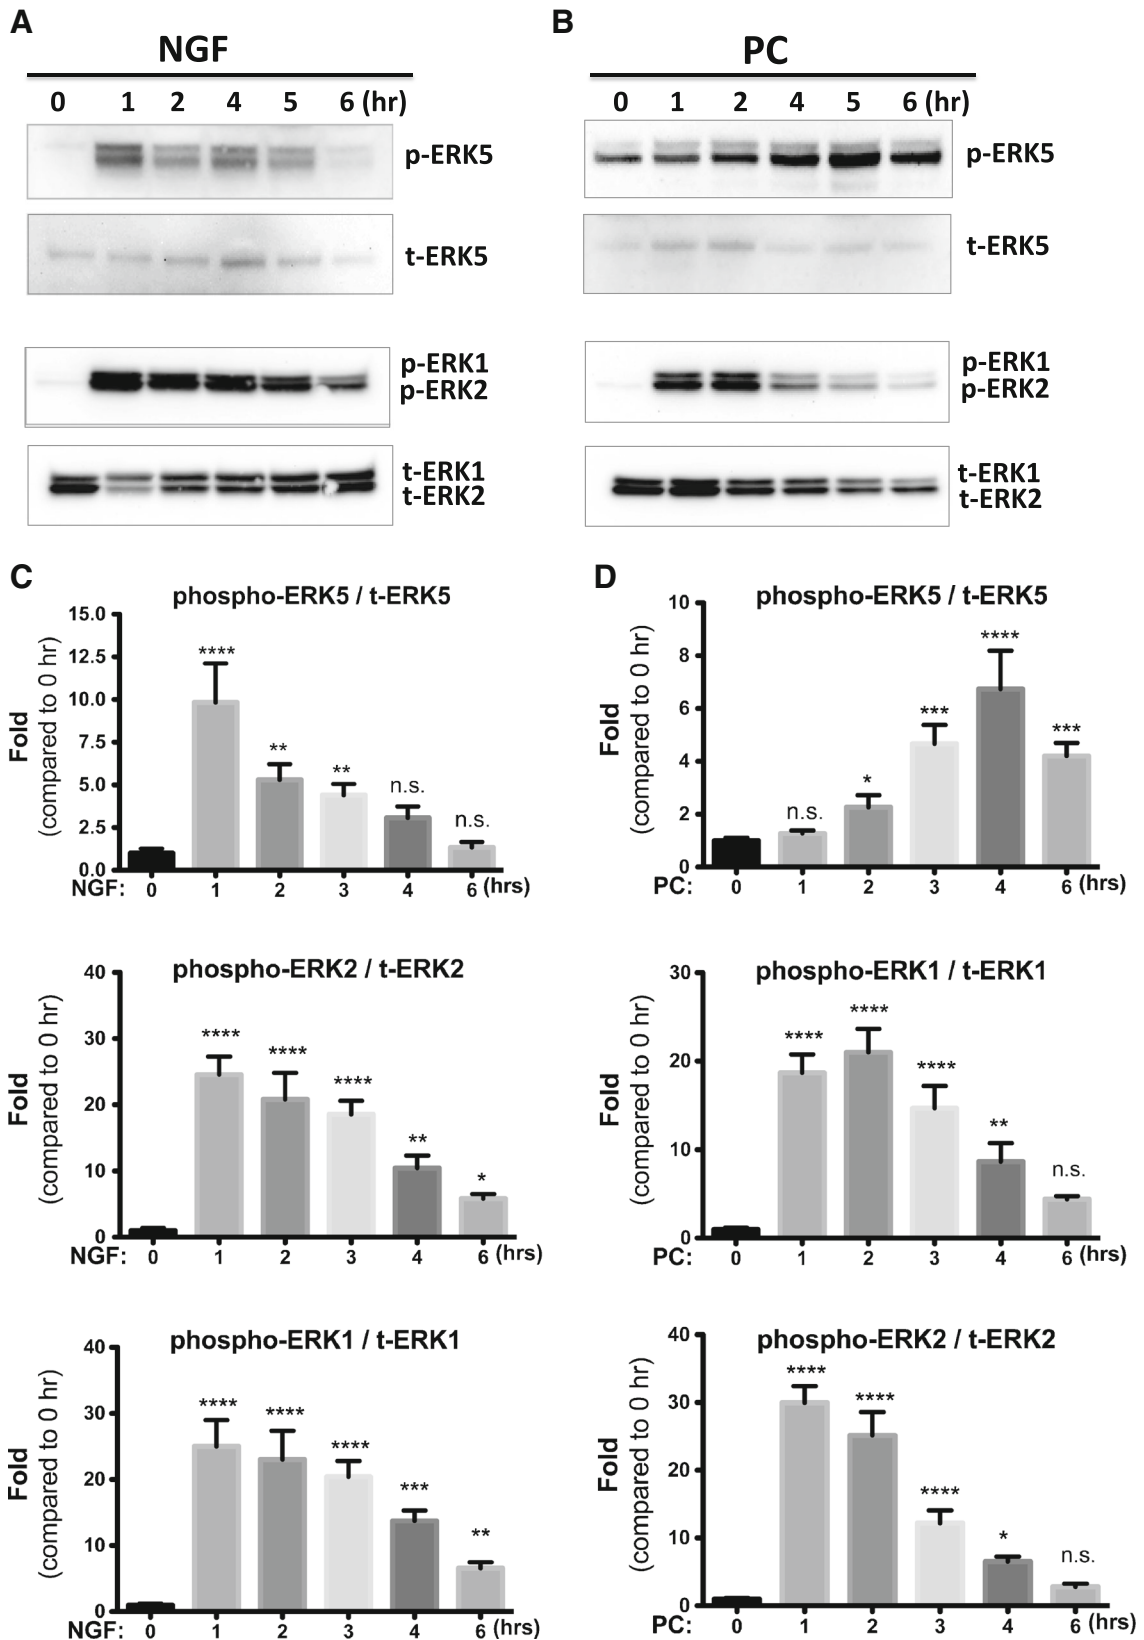 A
NGF
0 1 2 4 5 6 (hr)
p-ERK5
t-ERK5
p-ERK1
p-ERK2
t-ERK1
t-ERK2
B
PC
0 1 2 4 5 6 (hr)
p-ERK5
t-ERK5
p-ERK1
p-ERK2
t-ERK1
t-ERK2
C
phospho-ERK5 / t-ERK5
Fold
(compared to 0 hr)
15.0
12.5
10.0
7.5
5.0
2.5
0.0
**** ** ** n.s. n.s.
NGF: 0 1 2 3 4 6 (hrs)
phospho-ERK2 / t-ERK2
Fold
(compared to 0 hr)
40
30
20
10
0
**** **** **** ** *
NGF: 0 1 2 3 4 6 (hrs)
phospho-ERK1 / t-ERK1
Fold
(compared to 0 hr)
40
30
20
10
0
**** **** **** *** **
NGF: 0 1 2 3 4 6 (hrs)
D
phospho-ERK5 / t-ERK5
Fold
(compared to 0 hr)
10
8
6
4
2
0
n.s. * *** **** ***
PC: 0 1 2 3 4 6 (hrs)
phospho-ERK1 / t-ERK1
Fold
(compared to 0 hr)
30
20
10
0
**** **** **** ** n.s.
PC: 0 1 2 3 4 6 (hrs)
phospho-ERK2 / t-ERK2
Fold
(compared to 0 hr)
40
30
20
10
0
**** **** **** * n.s.
PC: 0 1 2 3 4 6 (hrs)